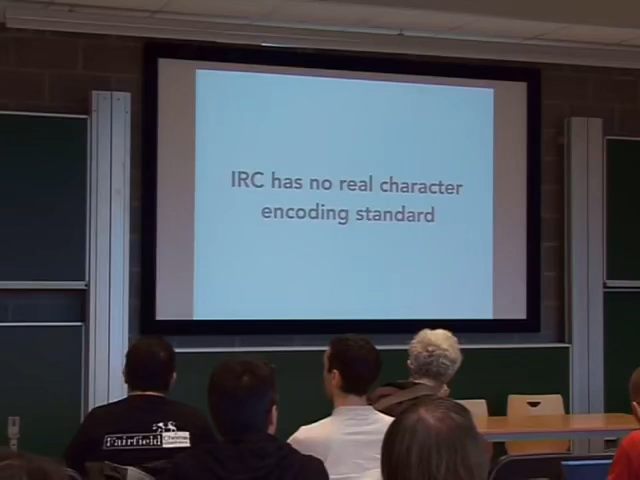 IRC has no real character
encoding standard
Fairfield